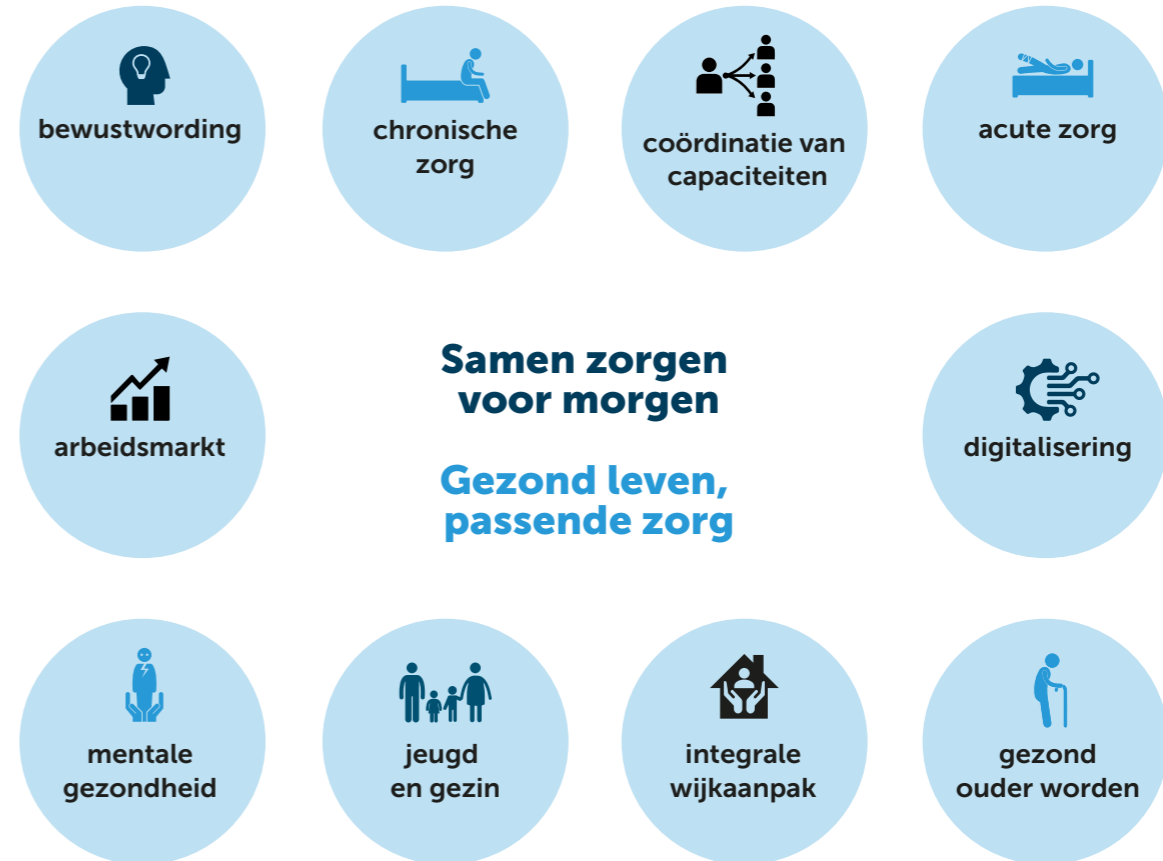 bewustwording
chronische
zorg
coördinatie van
capaciteiten
acute zorg
arbeidsmarkt
Samen zorgen
voor morgen
Gezond leven,
passende zorg
digitalisering
mentale
gezondheid
jeugd
en gezin
integrale
wijkaanpak
gezond
ouder worden